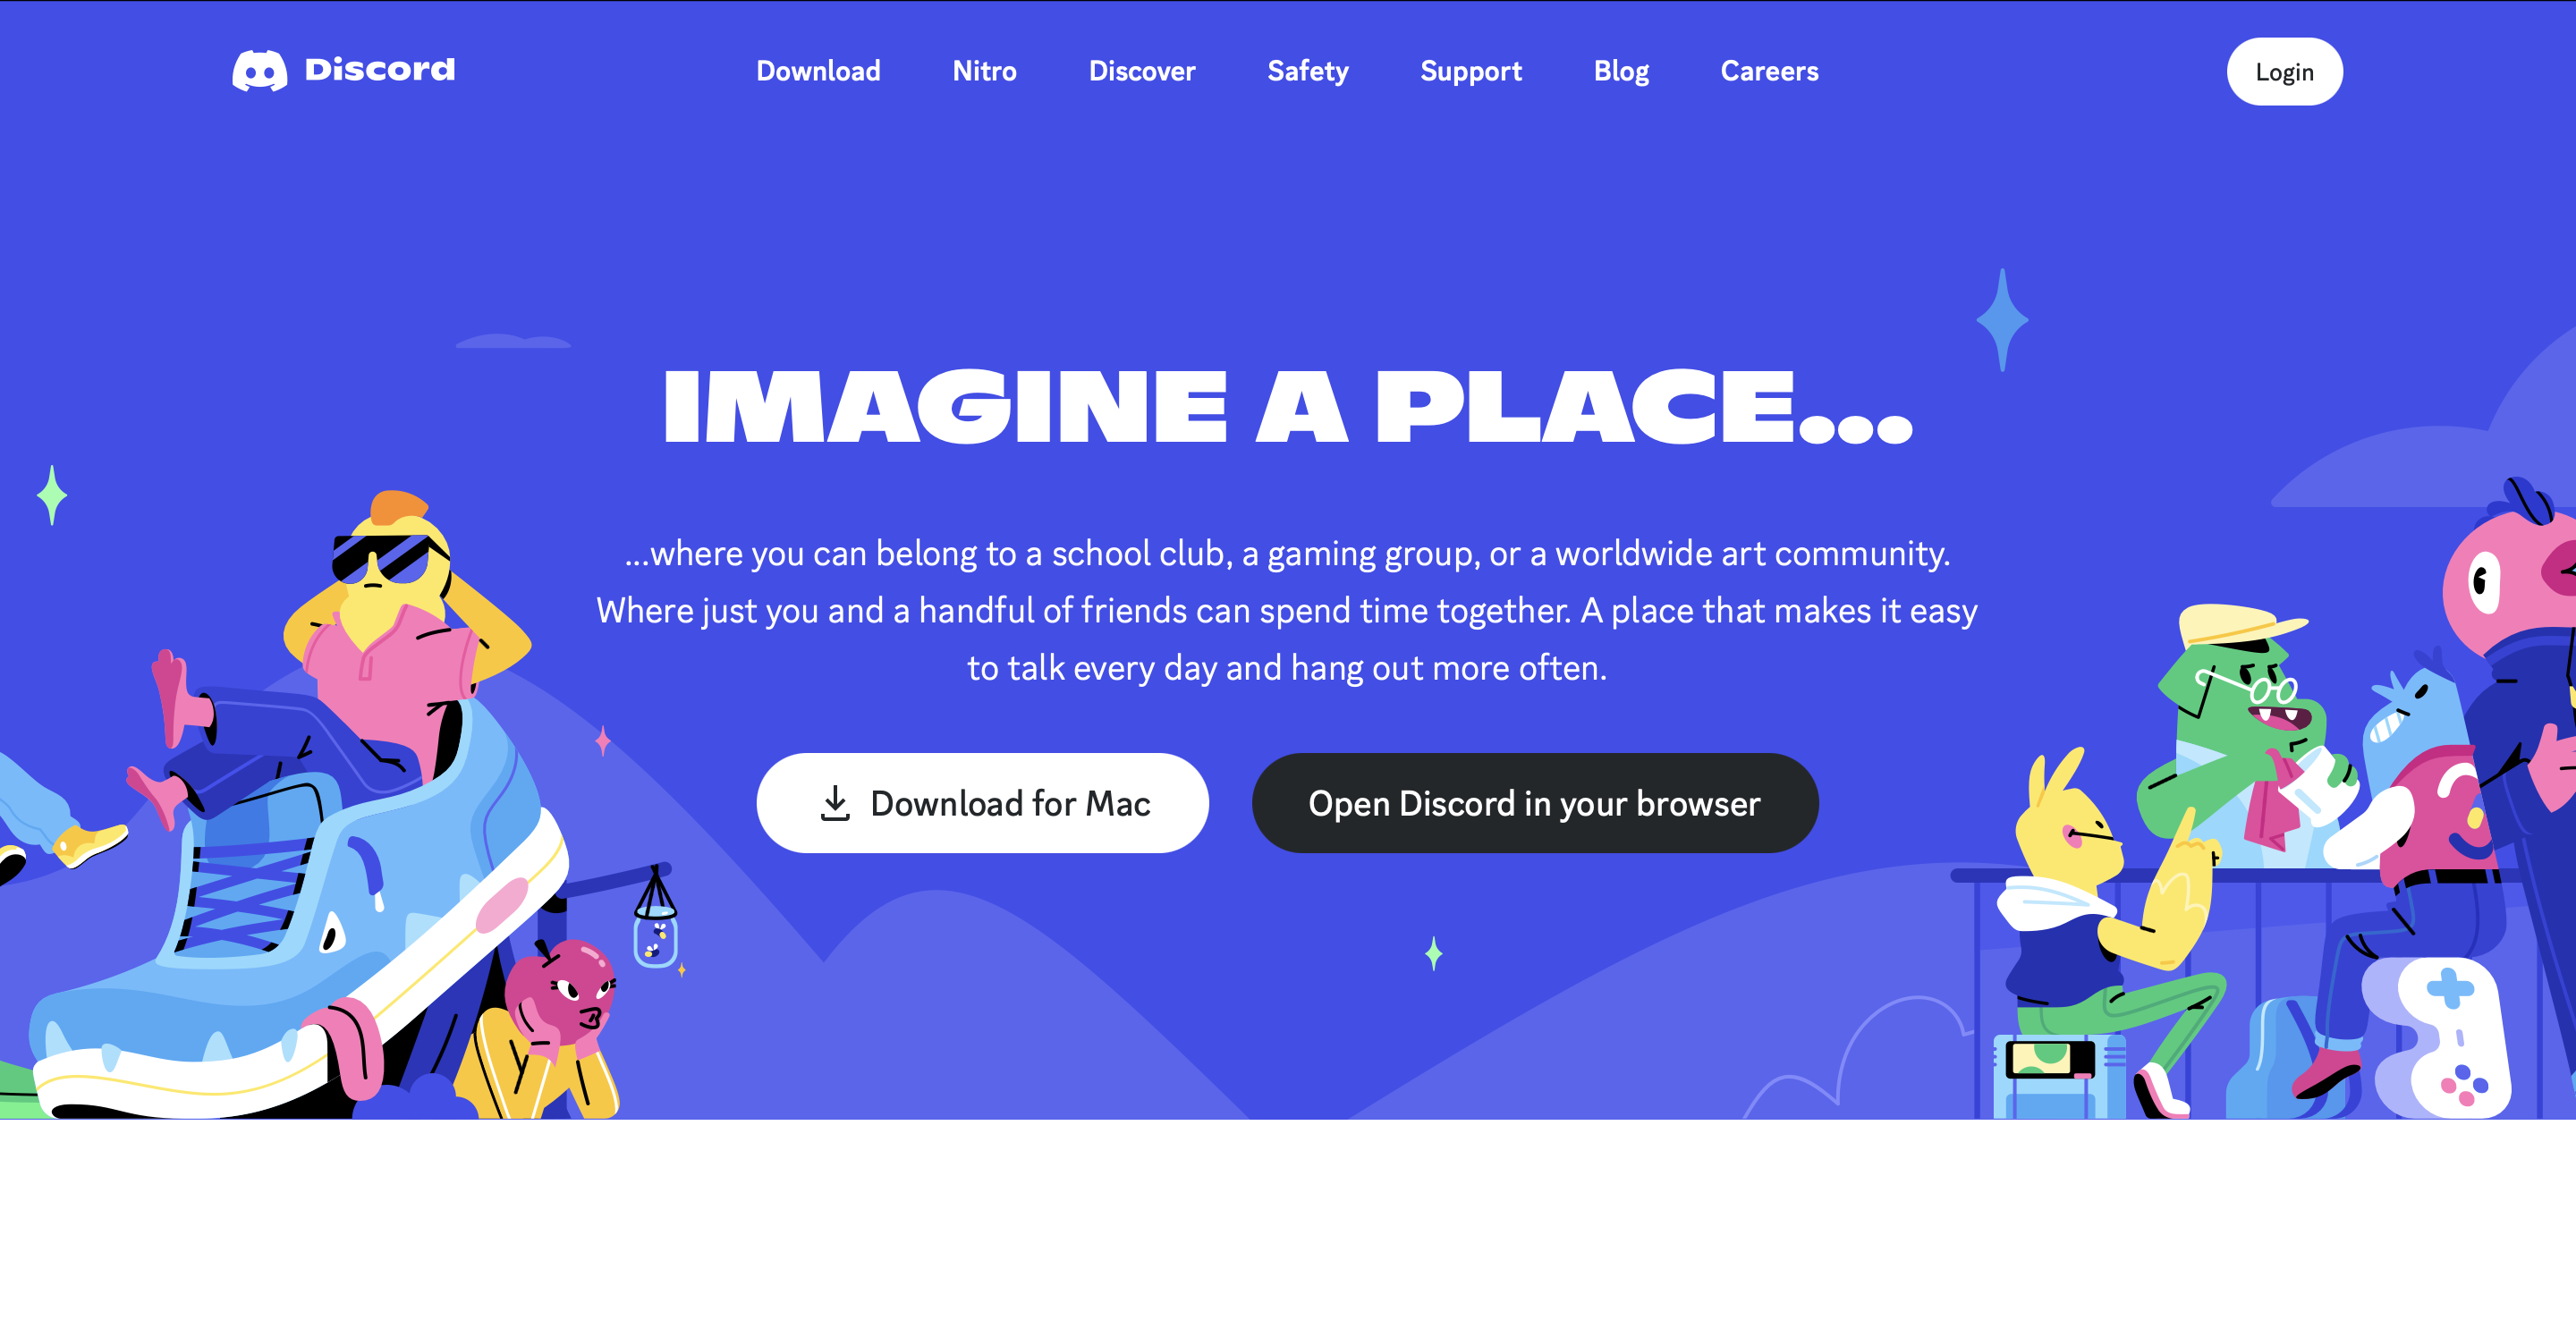 Discord
Download Nitro Discover Safety Support Blog Careers
Login
IMAGINE A PLACE...
...where you can belong to a school club, a gaming group, or a worldwide art community.
Where just you and a handful of friends can spend time together. A place that makes it easy
to talk every day and hang out more often.
Download for Mac
Open Discord in your browser